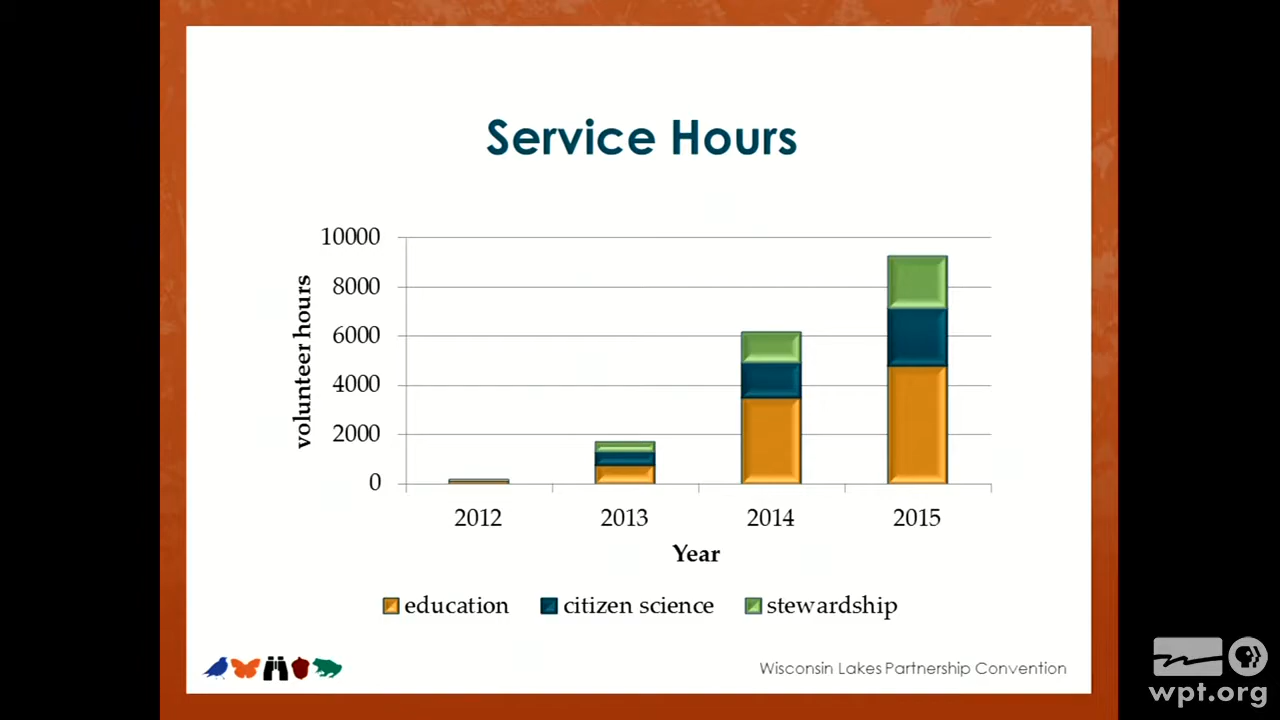 Service Hours
10000
8000
6000
4000
2000
0
volunteer hours
2012 2013 2014 2015
Year
education citizen science stewardship
Wisconsin Lakes Partnership Convention
wpt.org